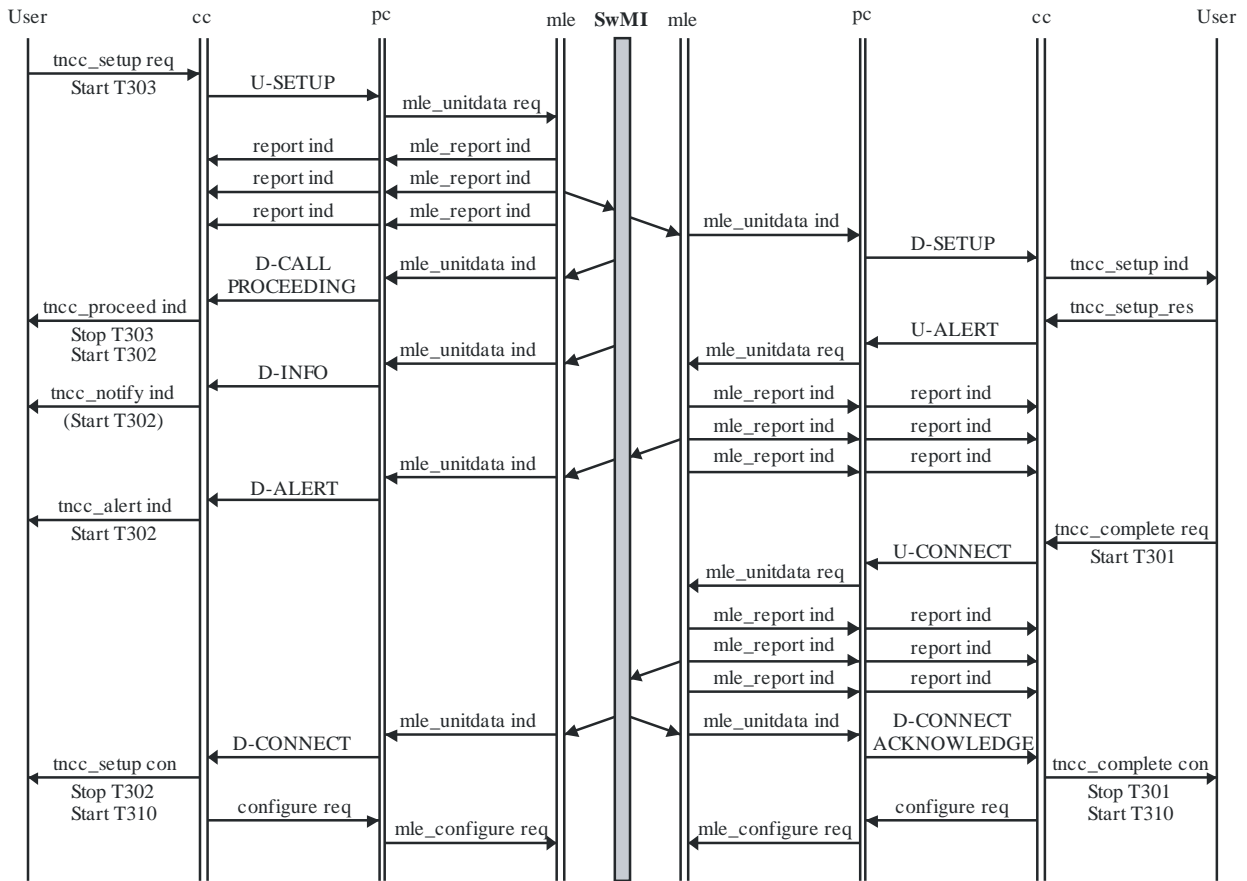 User cc pc mle SwMI mle pc cc User
tncc_setup req
Start T303
U-SETUP
mle_unitdata req
report ind mle_report ind
report ind mle_report ind
report ind mle_report ind
mle_unitdata ind
D-SETUP
D-CALL
PROCEEDING
mle_unitdata ind
tncc_setup ind
tncc_proceed ind
Stop T303
Start T302
tncc_setup_res
U-ALERT
mle_unitdata ind
mle_unitdata req
D-INFO
tncc_notify ind
(Start T302)
mle_report ind report ind
mle_report ind report ind
mle_report ind report ind
mle_unitdata ind
D-ALERT
tncc_alert ind
Start T302
tncc_complete req
Start T301
U-CONNECT
mle_unitdata req
mle_report ind report ind
mle_report ind report ind
mle_report ind report ind
mle_unitdata ind
mle_unitdata ind
D-CONNECT
D-CONNECT
ACKNOWLEDGE
tncc_setup con
Stop T302
Start T310
tncc_complete con
Stop T301
Start T310
configure req
mle_configure req
configure req
mle_configure req